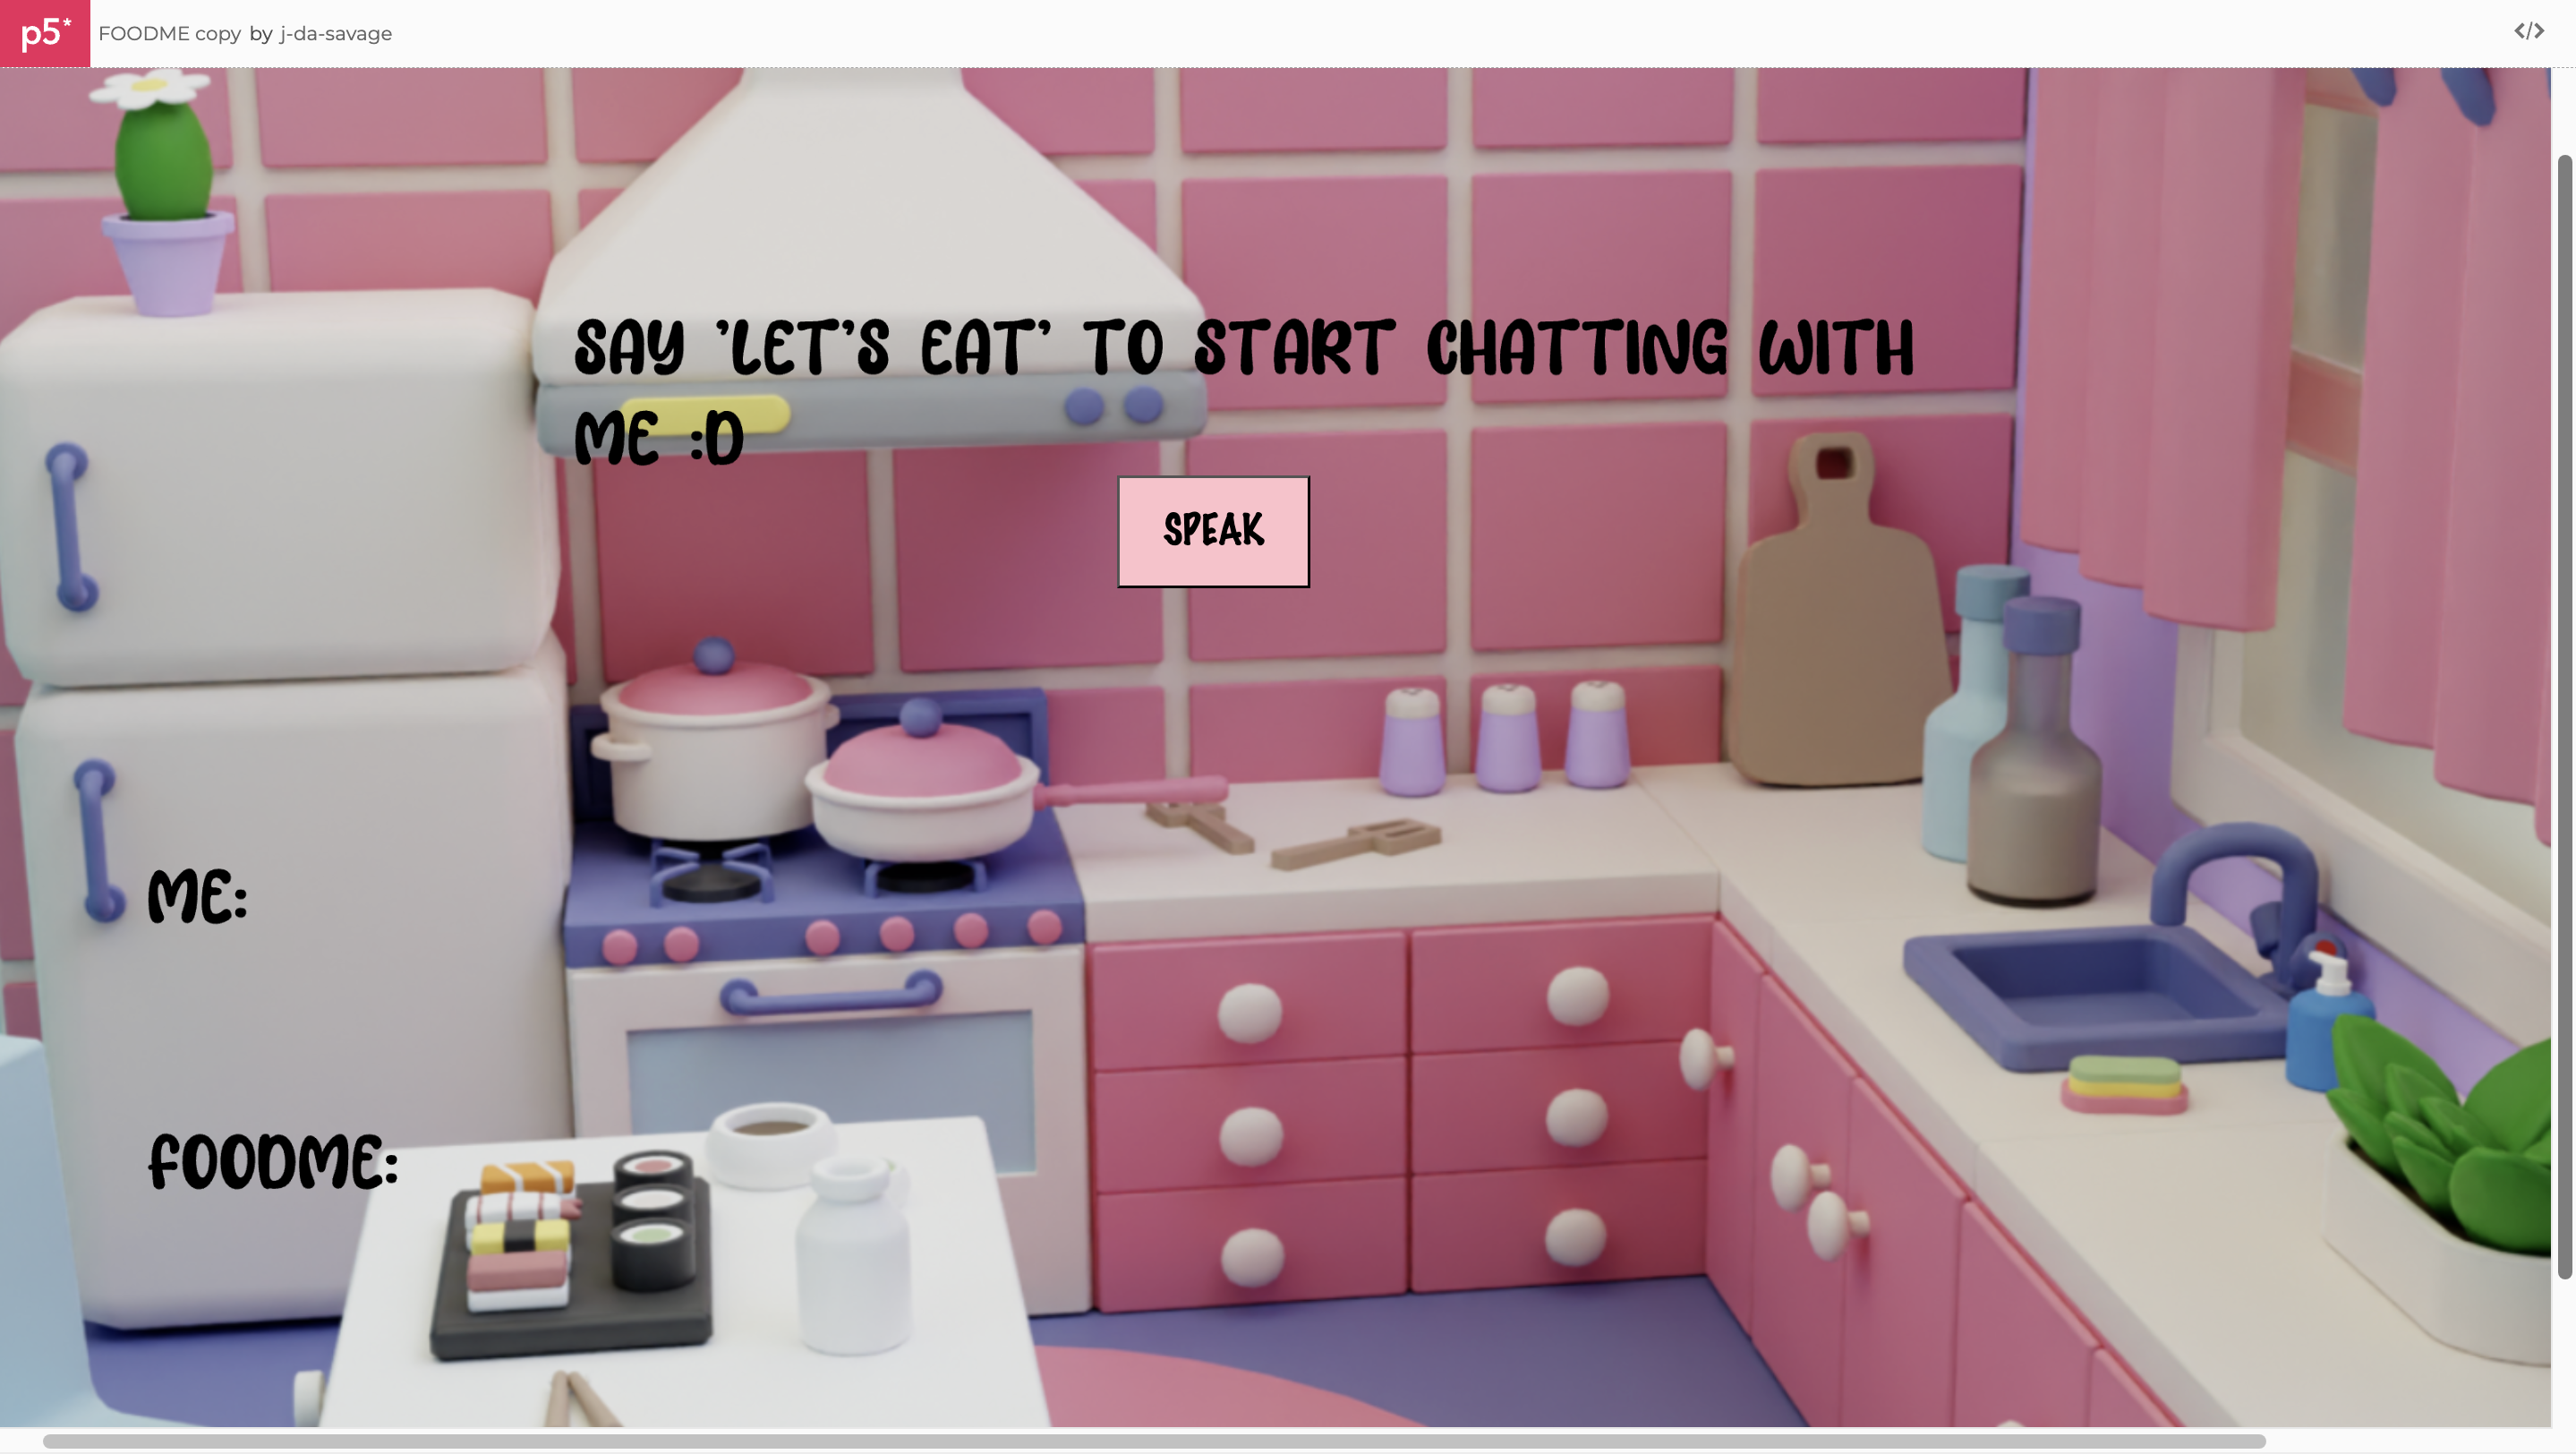 p5*
FOODME copy by j-da-savage
</>
SAY 'LET'S EAT' TO START CHATTING WITH
ME :D
SPEAK
ME:
FOODME: